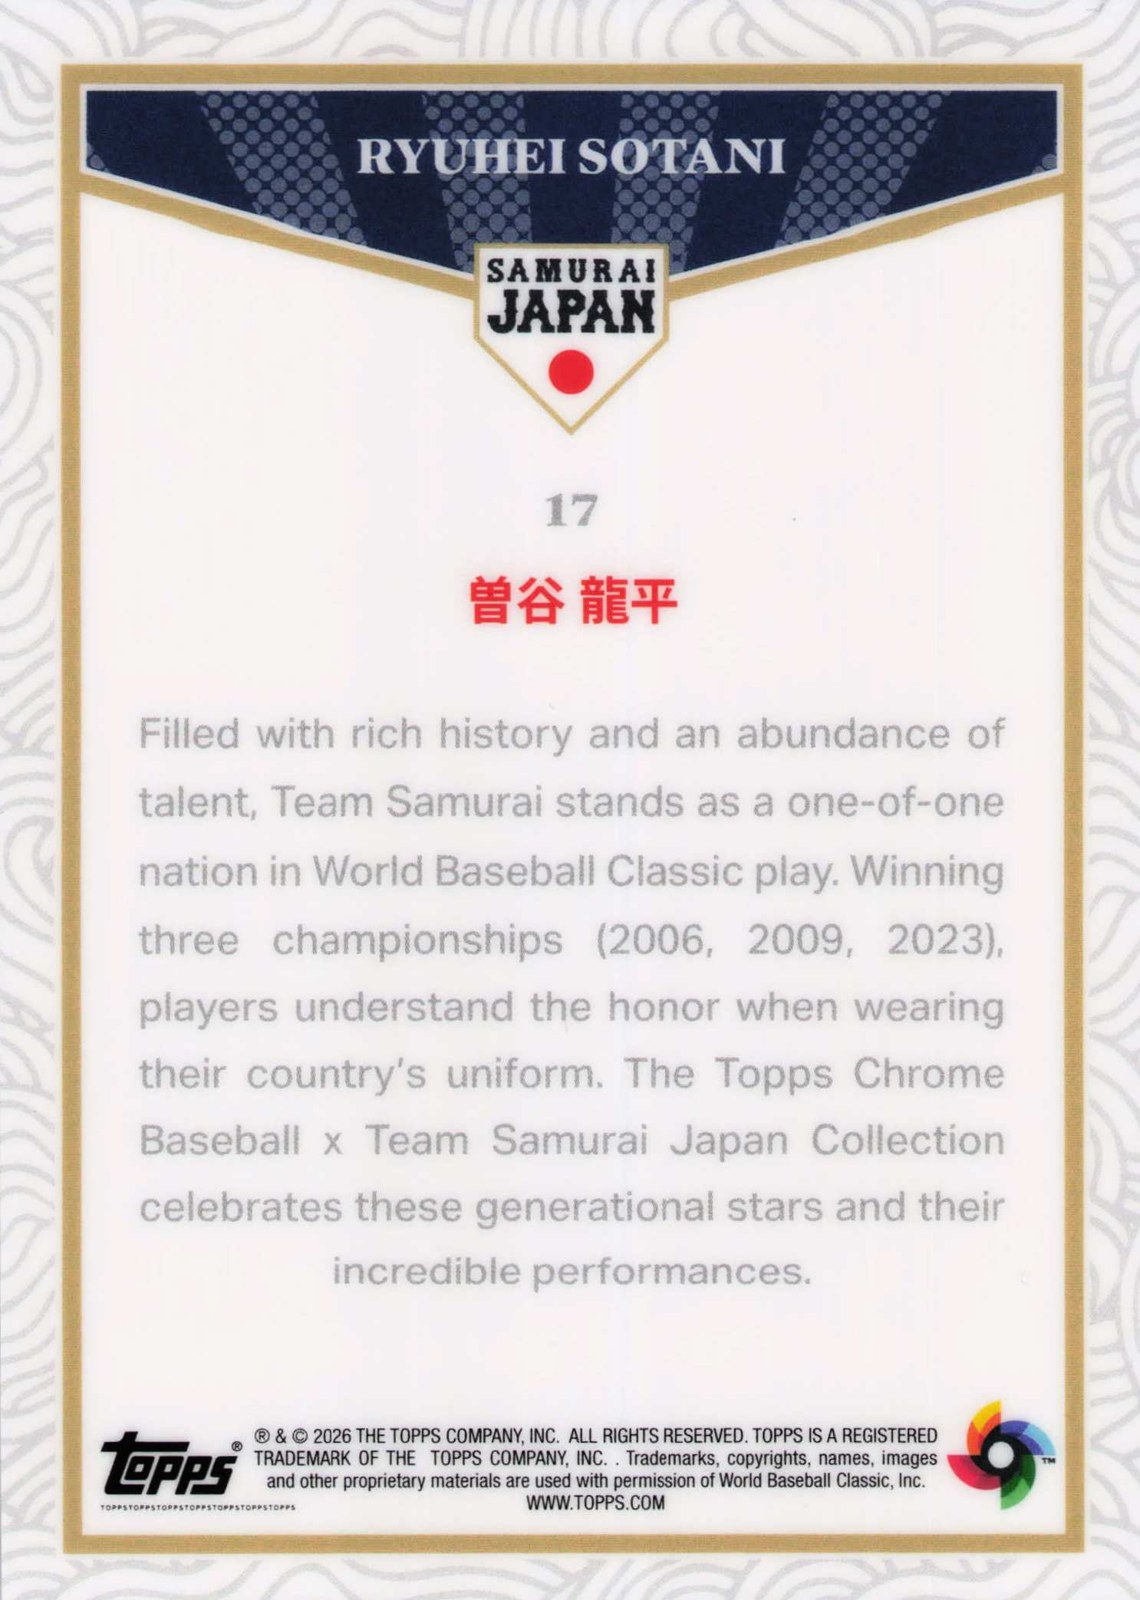 RYUHEI SOTANI
SAMURAI
JAPAN
17
曽谷 龍平
Filled with rich history and an abundance of
talent, Team Samurai stands as a one-of-one
nation in World Baseball Classic play. Winning
three championships (2006, 2009, 2023),
players understand the honor when wearing
their country's uniform. The Topps Chrome
Baseball x Team Samurai Japan Collection
celebrates these generational stars and their
incredible performances.
topps®
TOPPSTOPPSTOPPSTOPPSTOPPSTOPPSTOPPS
® & © 2026 THE TOPPS COMPANY, INC. ALL RIGHTS RESERVED. TOPPS IS A REGISTERED
TRADEMARK OF THE TOPPS COMPANY, INC. . Trademarks, copyrights, names, images
and other proprietary materials are used with permission of World Baseball Classic, Inc.
WWW.TOPPS.COM
TM